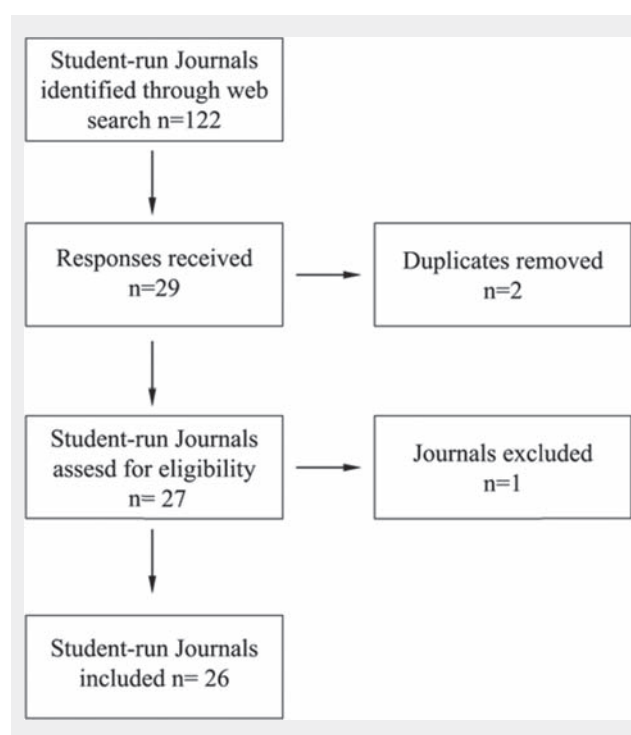 Student-run Journals
identified through web
search n=122
Responses received
n=29
Duplicates removed
n=2
Student-run Journals
assesd for eligibility
n= 27
Journals excluded
n=1
Student-run Journals
included n= 26